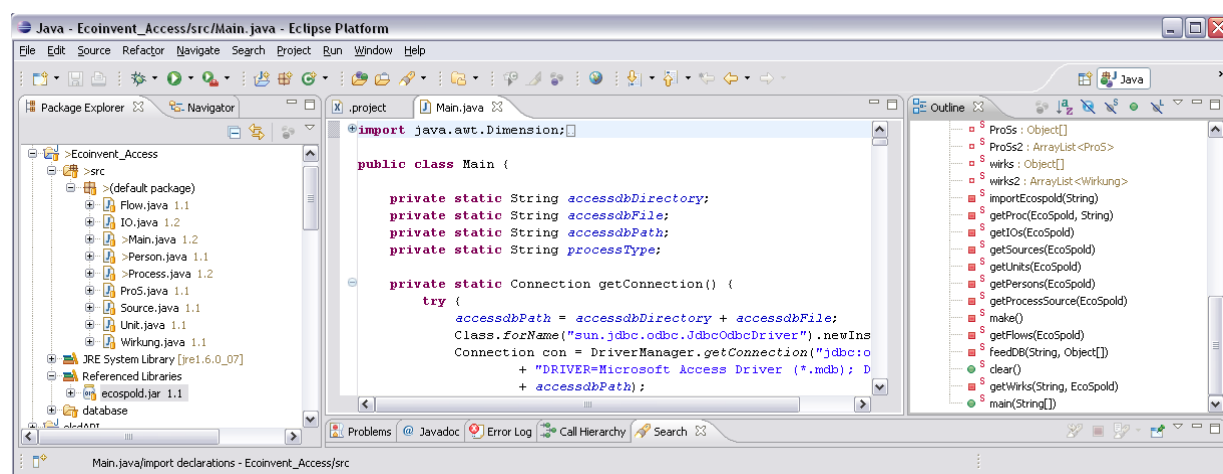 Java - Ecoinvent_Access/src/Main.java - Eclipse Platform
File Edit Source Refactor Navigate Search Project Run Window Help
Java
Package Explorer Navigator
>Ecoinvent_Access
>src
>(default package)
Flow.java 1.1
IO.java 1.2
>Main.java 1.2
>Person.java 1.1
>Process.java 1.2
ProS.java 1.1
Source.java 1.1
Unit.java 1.1
Wirkung.java 1.1
JRE System Library [jre1.6.0_07]
Referenced Libraries
ecospold.jar 1.1
database
.project Main.java
import java.awt.Dimension;
public class Main {
private static String accessdbDirectory;
private static String accessdbFile;
private static String accessdbPath;
private static String processType;
private static Connection getConnection() {
try {
accessdbPath = accessdbDirectory + accessdbFile;
Class.forName("sun.jdbc.odbc.JdbcOdbcDriver").newIns
Connection con = DriverManager.getConnection("jdbc:o
+ "DRIVER=Microsoft Access Driver (*.mdb); D
+ accessdbPath);
Outline
ProSs : Object[]
ProSs2 : ArrayList<ProS>
wirks : Object[]
wirks2 : ArrayList<Wirkung>
importEcospold(String)
getProc(EcoSpold, String)
getIOs(EcoSpold)
getSources(EcoSpold)
getUnits(EcoSpold)
getPersons(EcoSpold)
getProcessSource(EcoSpold)
make()
getFlows(EcoSpold)
feedDB(String, Object[])
clear()
getWirks(String, EcoSpold)
main(String[])
Problems @ Javadoc Error Log Call Hierarchy Search
Main.java/import declarations - Ecoinvent_Access/src